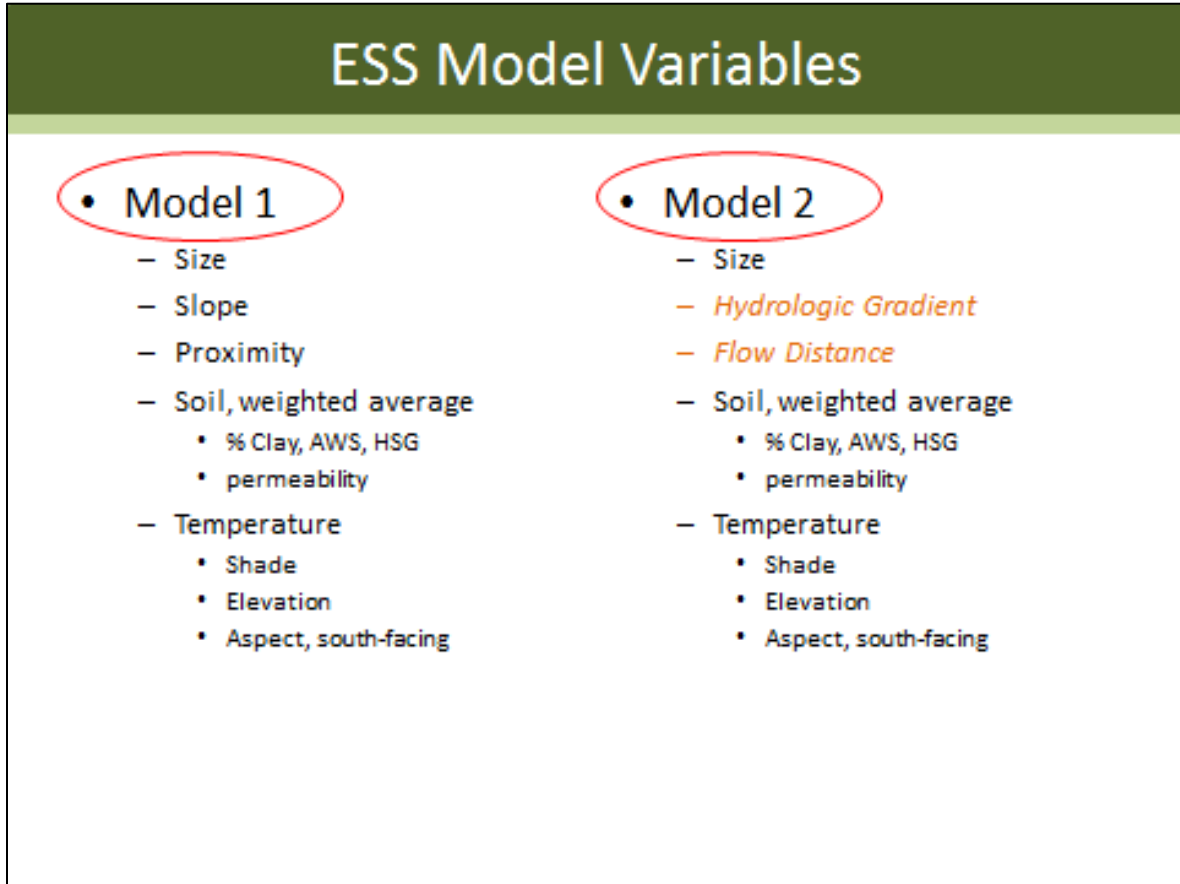 ESS Model Variables
• Model 1
– Size
– Slope
– Proximity
– Soil, weighted average
• % Clay, AWS, HSG
• permeability
– Temperature
• Shade
• Elevation
• Aspect, south-facing
• Model 2
– Size
– Hydrologic Gradient
– Flow Distance
– Soil, weighted average
• % Clay, AWS, HSG
• permeability
– Temperature
• Shade
• Elevation
• Aspect, south-facing